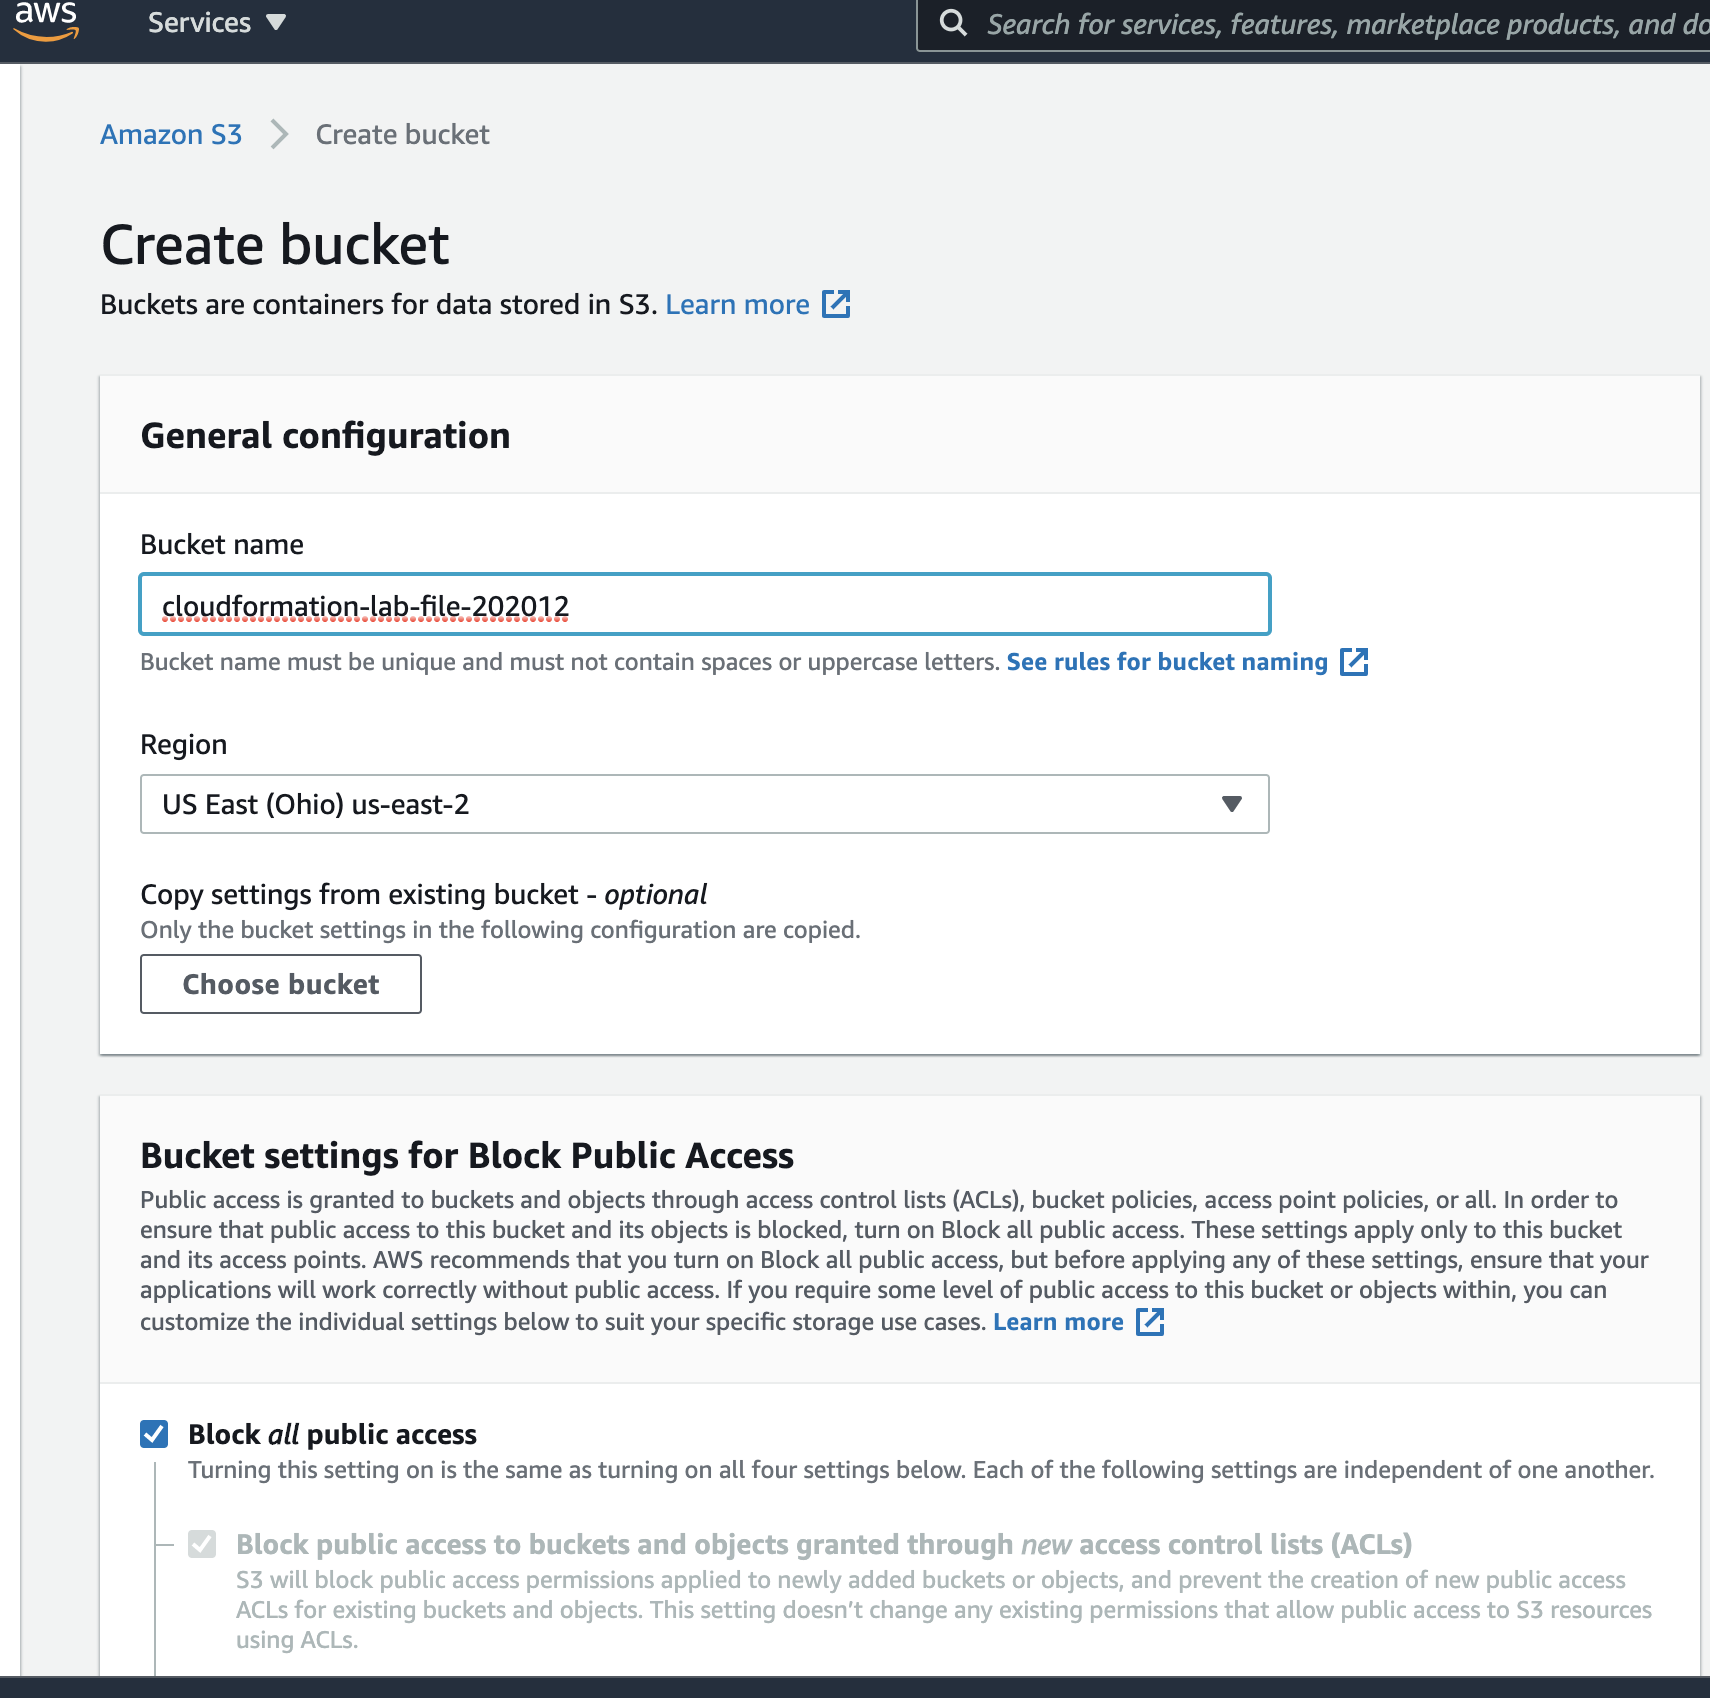 aws
Services
Search for services, features, marketplace products, and do
Amazon S3
Create bucket
Create bucket
Buckets are containers for data stored in S3. Learn more
General configuration
Bucket name
cloudformation-lab-file-202012
Bucket name must be unique and must not contain spaces or uppercase letters. See rules for bucket naming
Region
US East (Ohio) us-east-2
Copy settings from existing bucket - optional
Only the bucket settings in the following configuration are copied.
Choose bucket
Bucket settings for Block Public Access
Public access is granted to buckets and objects through access control lists (ACLs), bucket policies, access point policies, or all. In order to
ensure that public access to this bucket and its objects is blocked, turn on Block all public access. These settings apply only to this bucket
and its access points. AWS recommends that you turn on Block all public access, but before applying any of these settings, ensure that your
applications will work correctly without public access. If you require some level of public access to this bucket or objects within, you can
customize the individual settings below to suit your specific storage use cases. Learn more
Block all public access
Turning this setting on is the same as turning on all four settings below. Each of the following settings are independent of one another.
Block public access to buckets and objects granted through new access control lists (ACLs)
S3 will block public access permissions applied to newly added buckets or objects, and prevent the creation of new public access
ACLs for existing buckets and objects. This setting doesn’t change any existing permissions that allow public access to S3 resources
using ACLs.